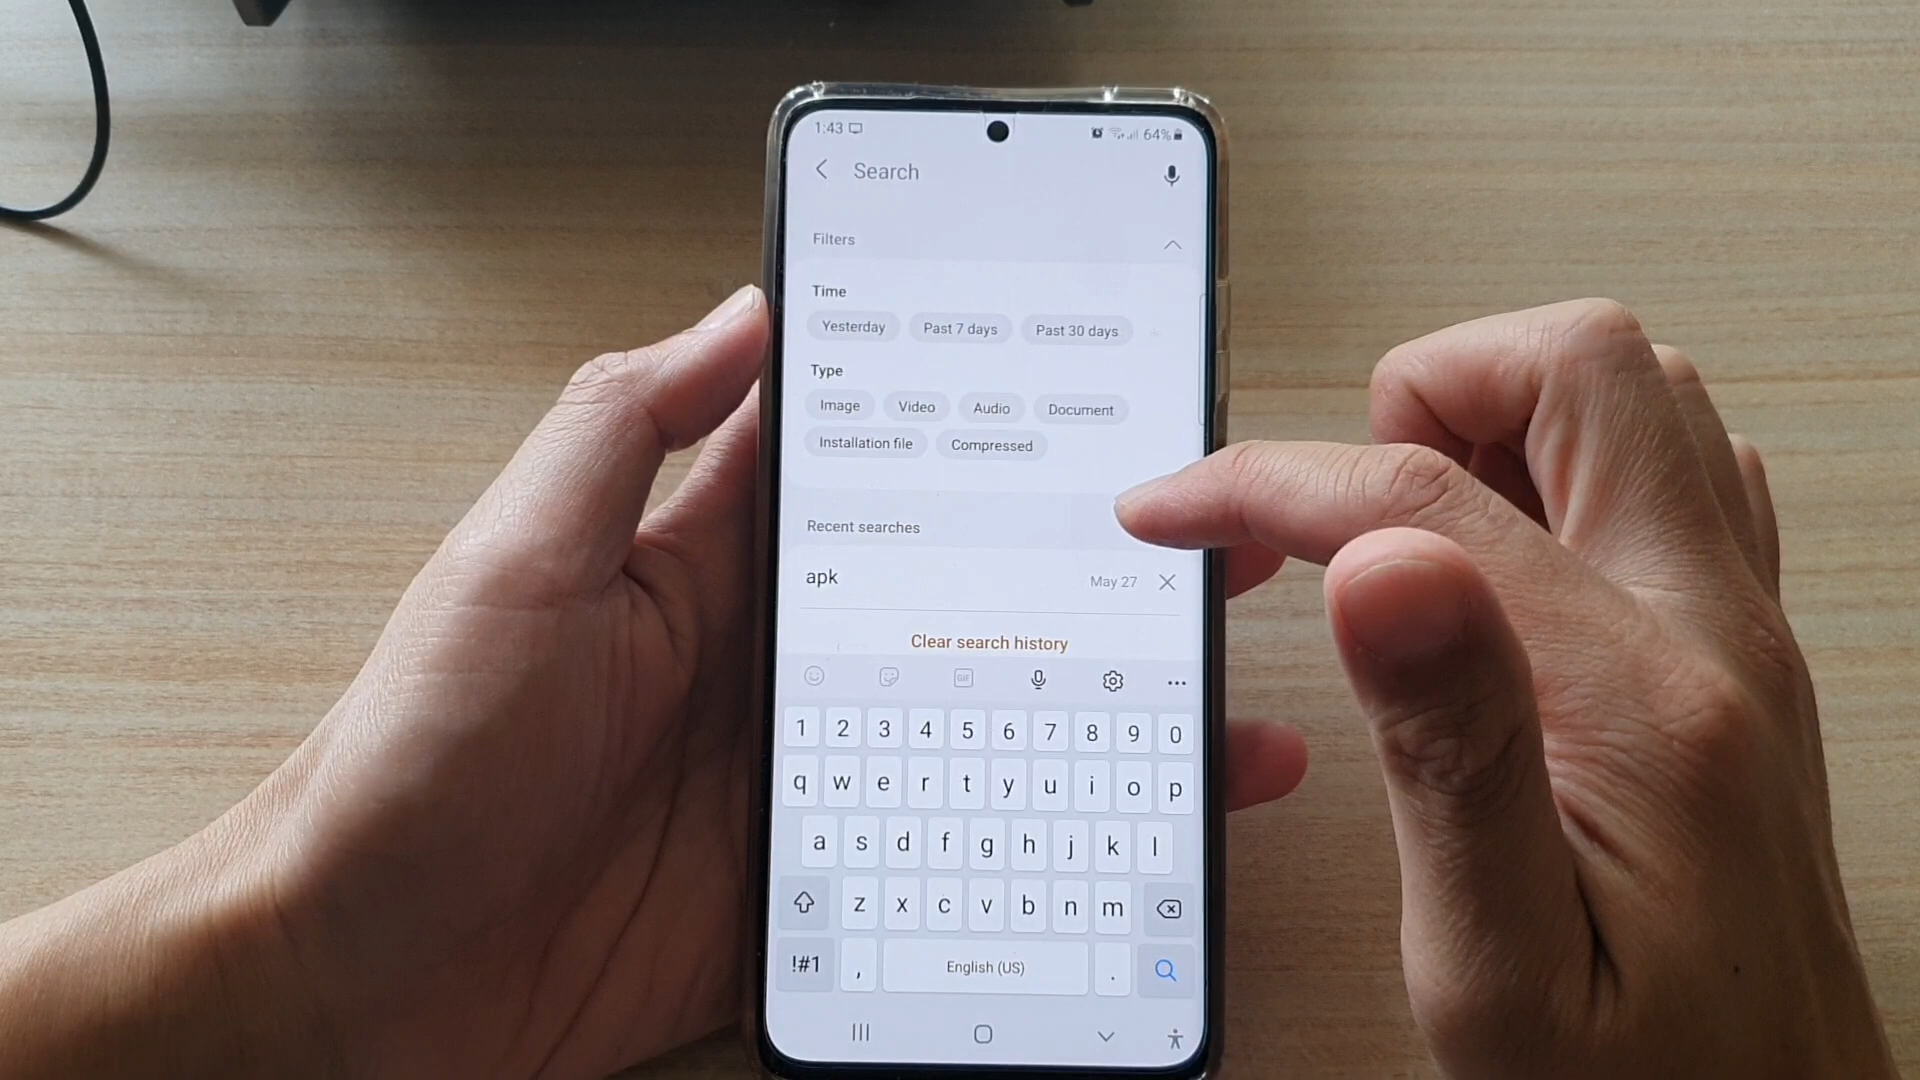 1:43 64%
Search
Filters
Time
Yesterday Past 7 days Past 30 days
Type
Image Video Audio Document
Installation file Compressed
Recent searches
apk May 27
Clear search history
GIF
1 2 3 4 5 6 7 8 9 0
q w e r t y u i o p
a s d f g h j k l
z x c v b n m
!#1 , English (US) .